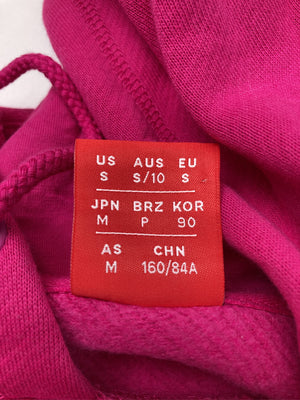 US AUS EU
S S/10 S
JPN BRZ KOR
M P 90
AS CHN
M 160/84A